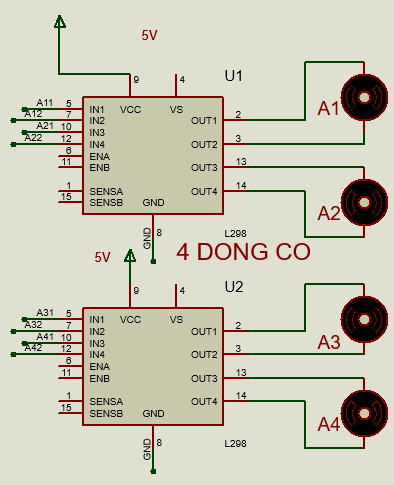 5V
9
4
U1
A11 5 IN1 VCC VS
A12 7 IN2 OUT1 2
A21 10 IN3
A22 12 IN4 OUT2 3
6 ENA
11 ENB OUT3 13
1 SENSA OUT4 14
15 SENSB GND
A1
A2
GND 8 L298
4 DONG CO
5V
9
4
U2
A31 5 IN1 VCC VS
A32 7 IN2 OUT1 2
A41 10 IN3
A42 12 IN4 OUT2 3
6 ENA
11 ENB OUT3 13
1 SENSA OUT4 14
15 SENSB GND
A3
A4
GND 8 L298